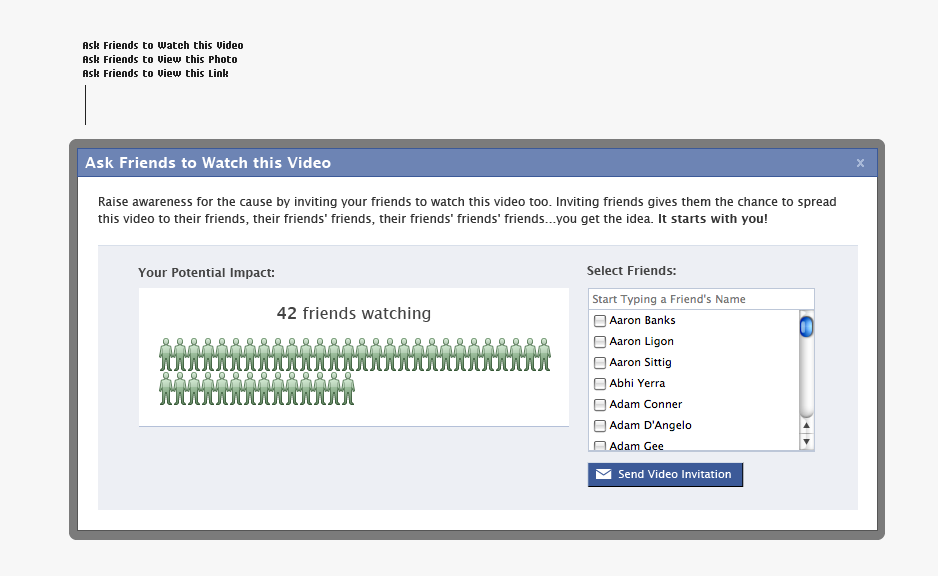 Ask Friends to Watch this Video
Ask Friends to View this Photo
Ask Friends to View this Link
Ask Friends to Watch this Video
x
Raise awareness for the cause by inviting your friends to watch this video too. Inviting friends gives them the chance to spread
this video to their friends, their friends' friends, their friends' friends' friends...you get the idea. It starts with you!
Your Potential Impact:
42 friends watching
Select Friends:
Start Typing a Friend's Name
Aaron Banks
Aaron Ligon
Aaron Sittig
Abhi Yerra
Adam Conner
Adam D'Angelo
Adam Gee
Send Video Invitation